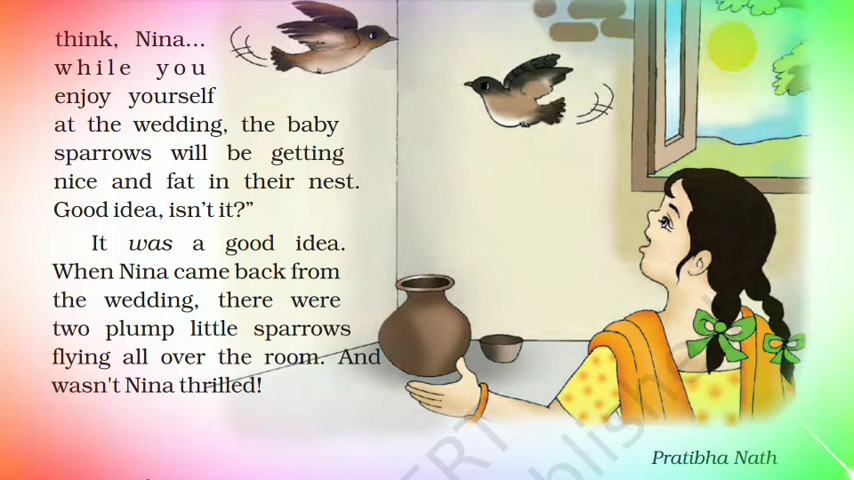 think, Nina...
while you
enjoy yourself
at the wedding, the baby
sparrows will be getting
nice and fat in their nest.
Good idea, isn't it?"
It was a good idea.
When Nina came back from
the wedding, there were
two plump little sparrows
flying all over the room. And
wasn't Nina thrilled!
Pratibha Nath